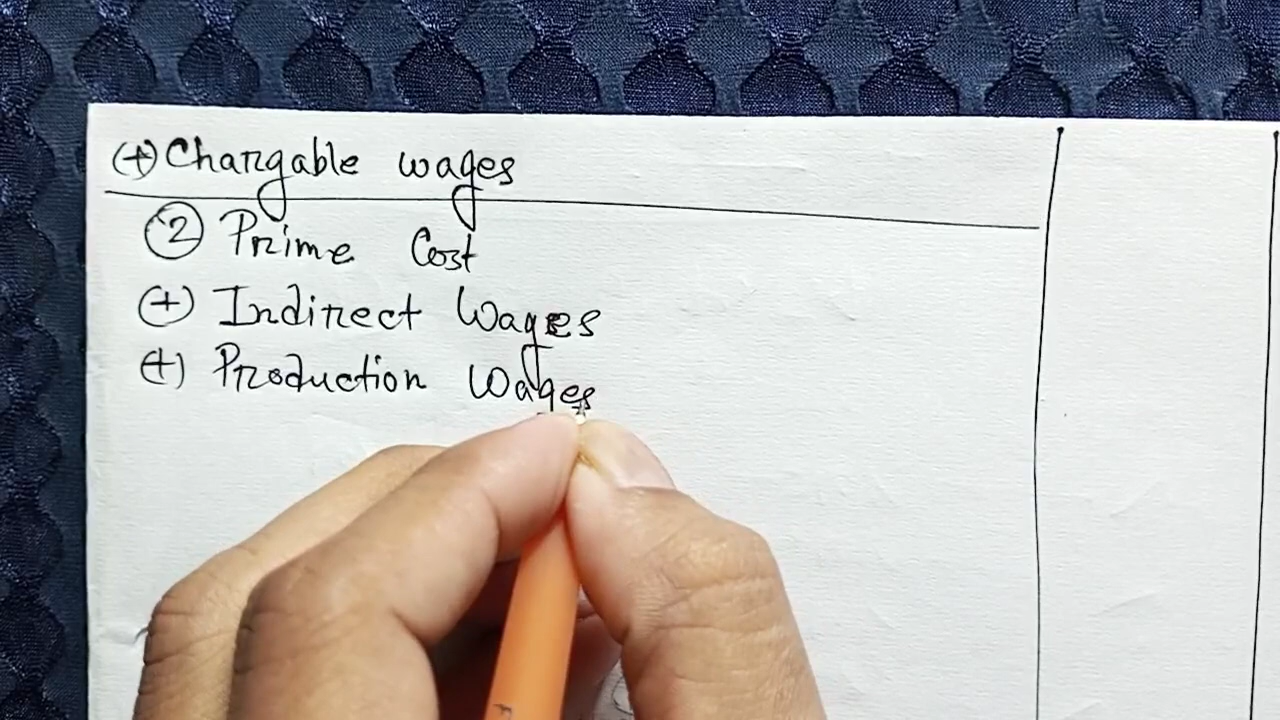 (+) Chargable wages
② Prime Cost
(+) Indirect Wages
(+) Production Wages